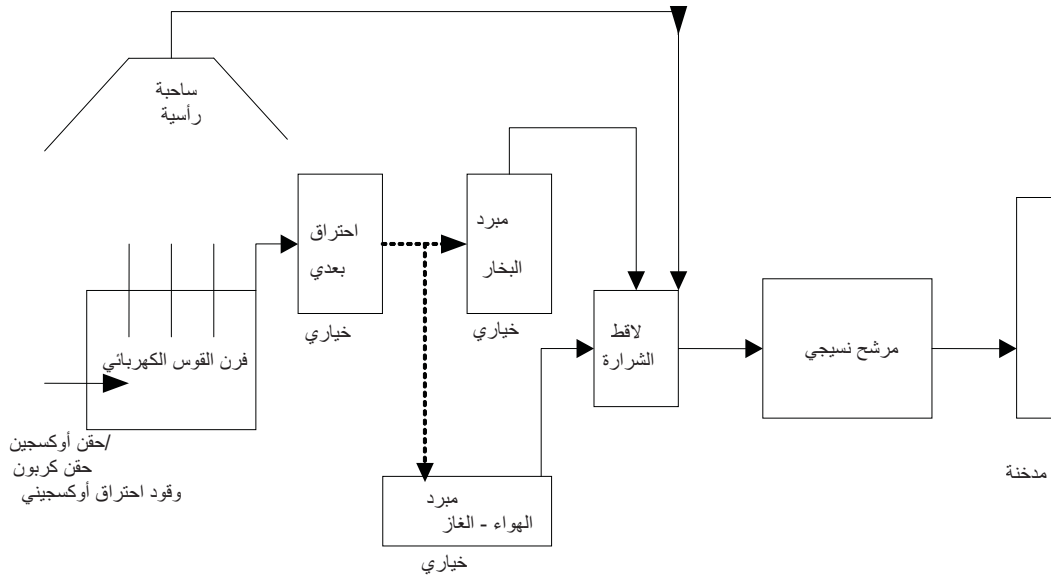 ساحبة
رأسية
احتراق
بعدي
خياري
مبرد
البخار
خياري
لاقط
الشرارة
مرشح نسيجي
مدخنة
فرن القوس الكهربائي
حقن أوكسجين/
حقن كربون
وقود احتراق أوكسجيني
مبرد
الهواء - الغاز
خياري